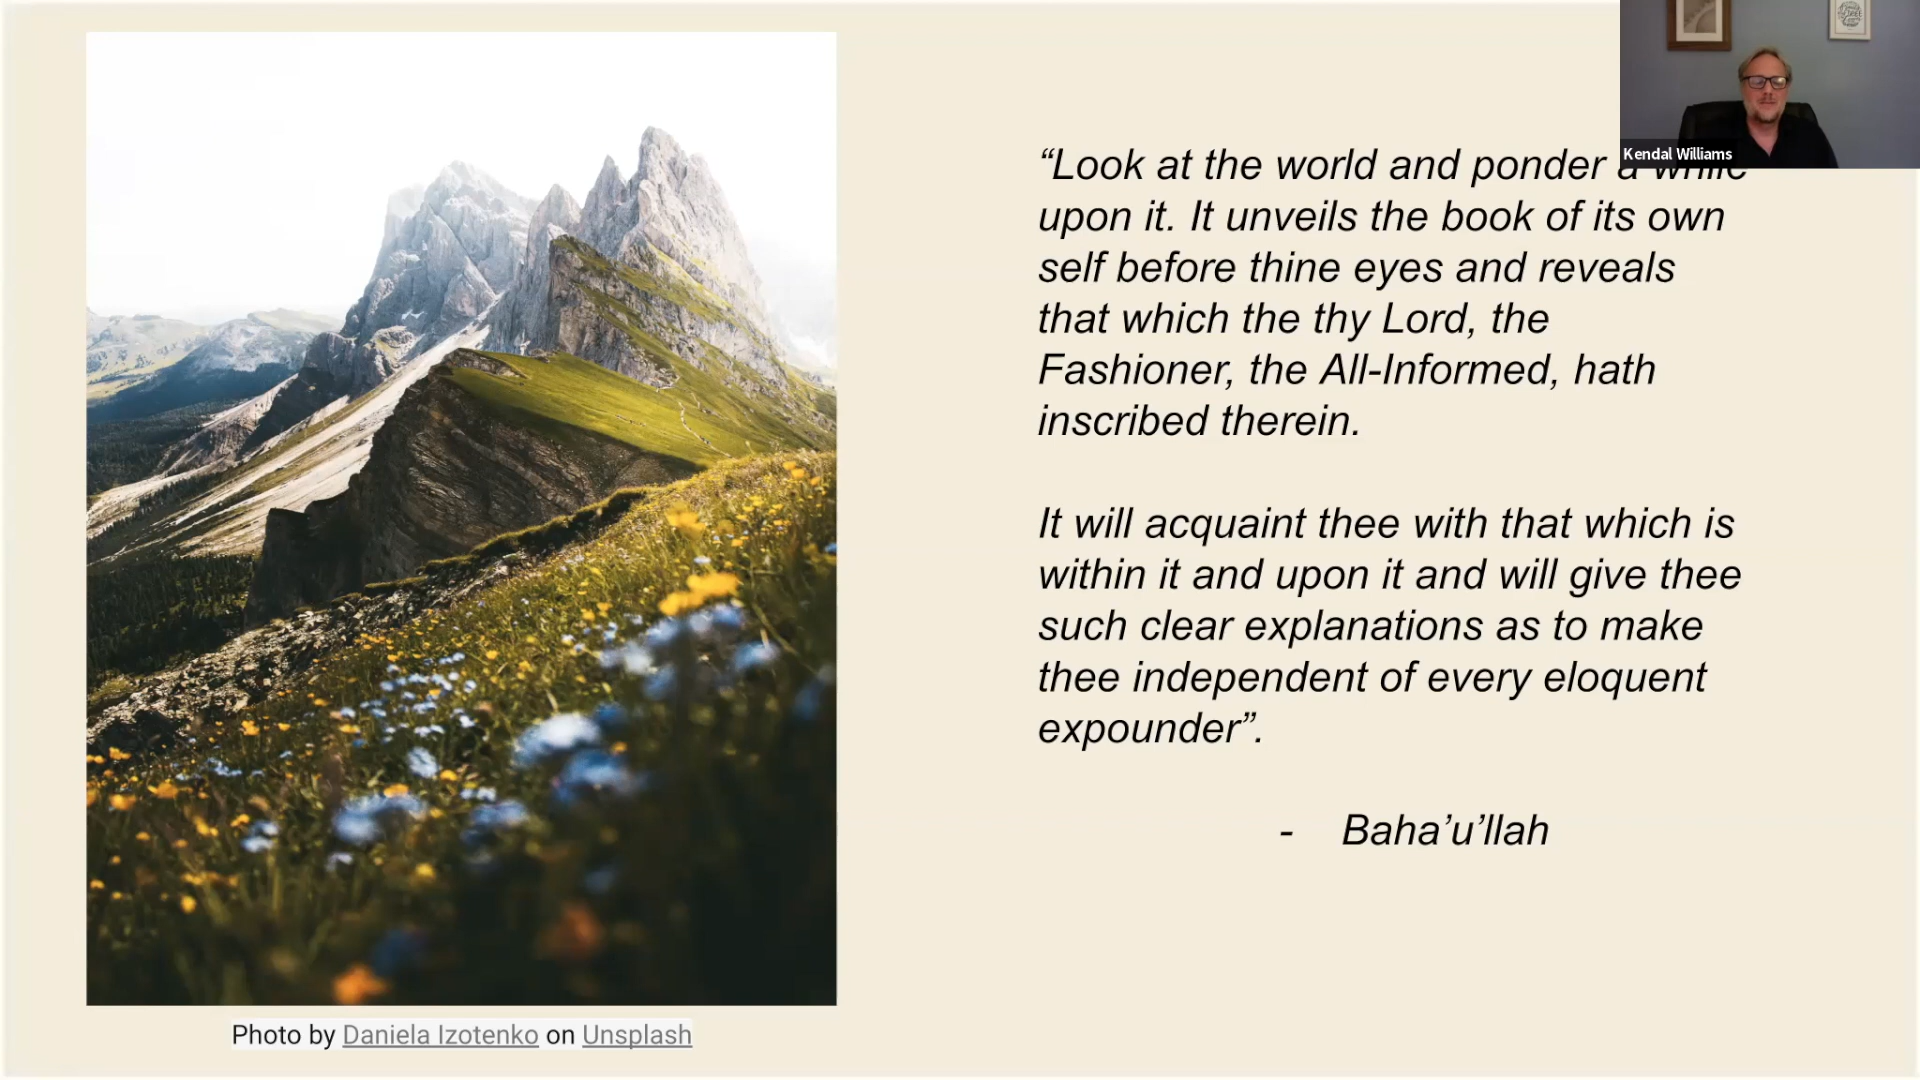 Kendal Williams
“Look at the world and ponder a while
upon it. It unveils the book of its own
self before thine eyes and reveals
that which the thy Lord, the
Fashioner, the All-Informed, hath
inscribed therein.
It will acquaint thee with that which is
within it and upon it and will give thee
such clear explanations as to make
thee independent of every eloquent
expounder”.
- Baha’u’llah
Photo by Daniela Izotenko on Unsplash